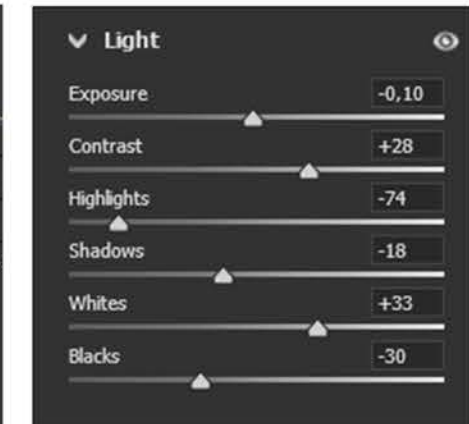 Light
Exposure -0,10
Contrast +28
Highlights -74
Shadows -18
Whites +33
Blacks -30